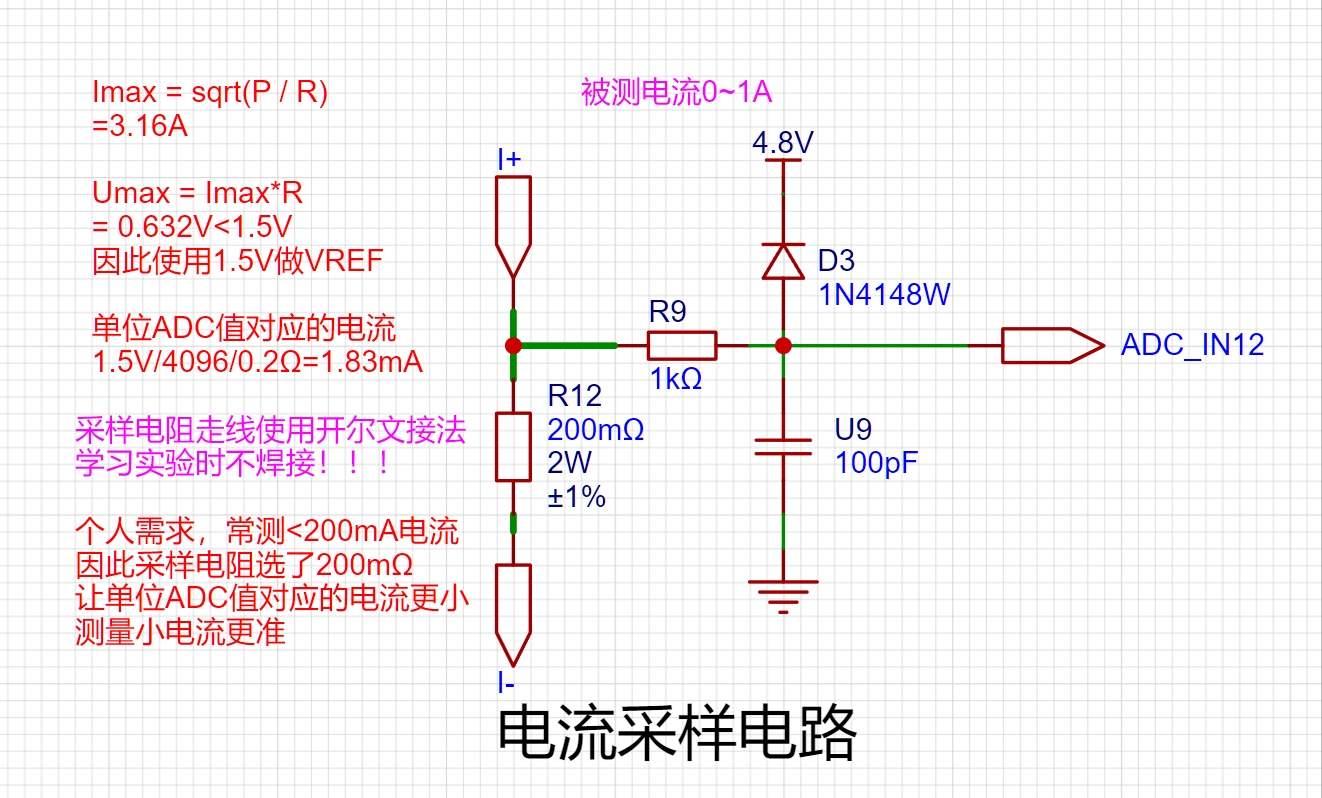 Imax = sqrt(P / R)
=3.16A
Umax = Imax*R
= 0.632V<1.5V
因此使用1.5V做VREF
单位ADC值对应的电流
1.5V/4096/0.2Ω=1.83mA
采样电阻走线使用开尔文接法
学习实验时不焊接！！！
个人需求，常测<200mA电流
因此采样电阻选了200mΩ
让单位ADC值对应的电流更小
测量小电流更准
被测电流0~1A
4.8V
I+
D3
1N4148W
R9
1kΩ
ADC_IN12
R12
200mΩ
2W
±1%
U9
100pF
I-
电流采样电路